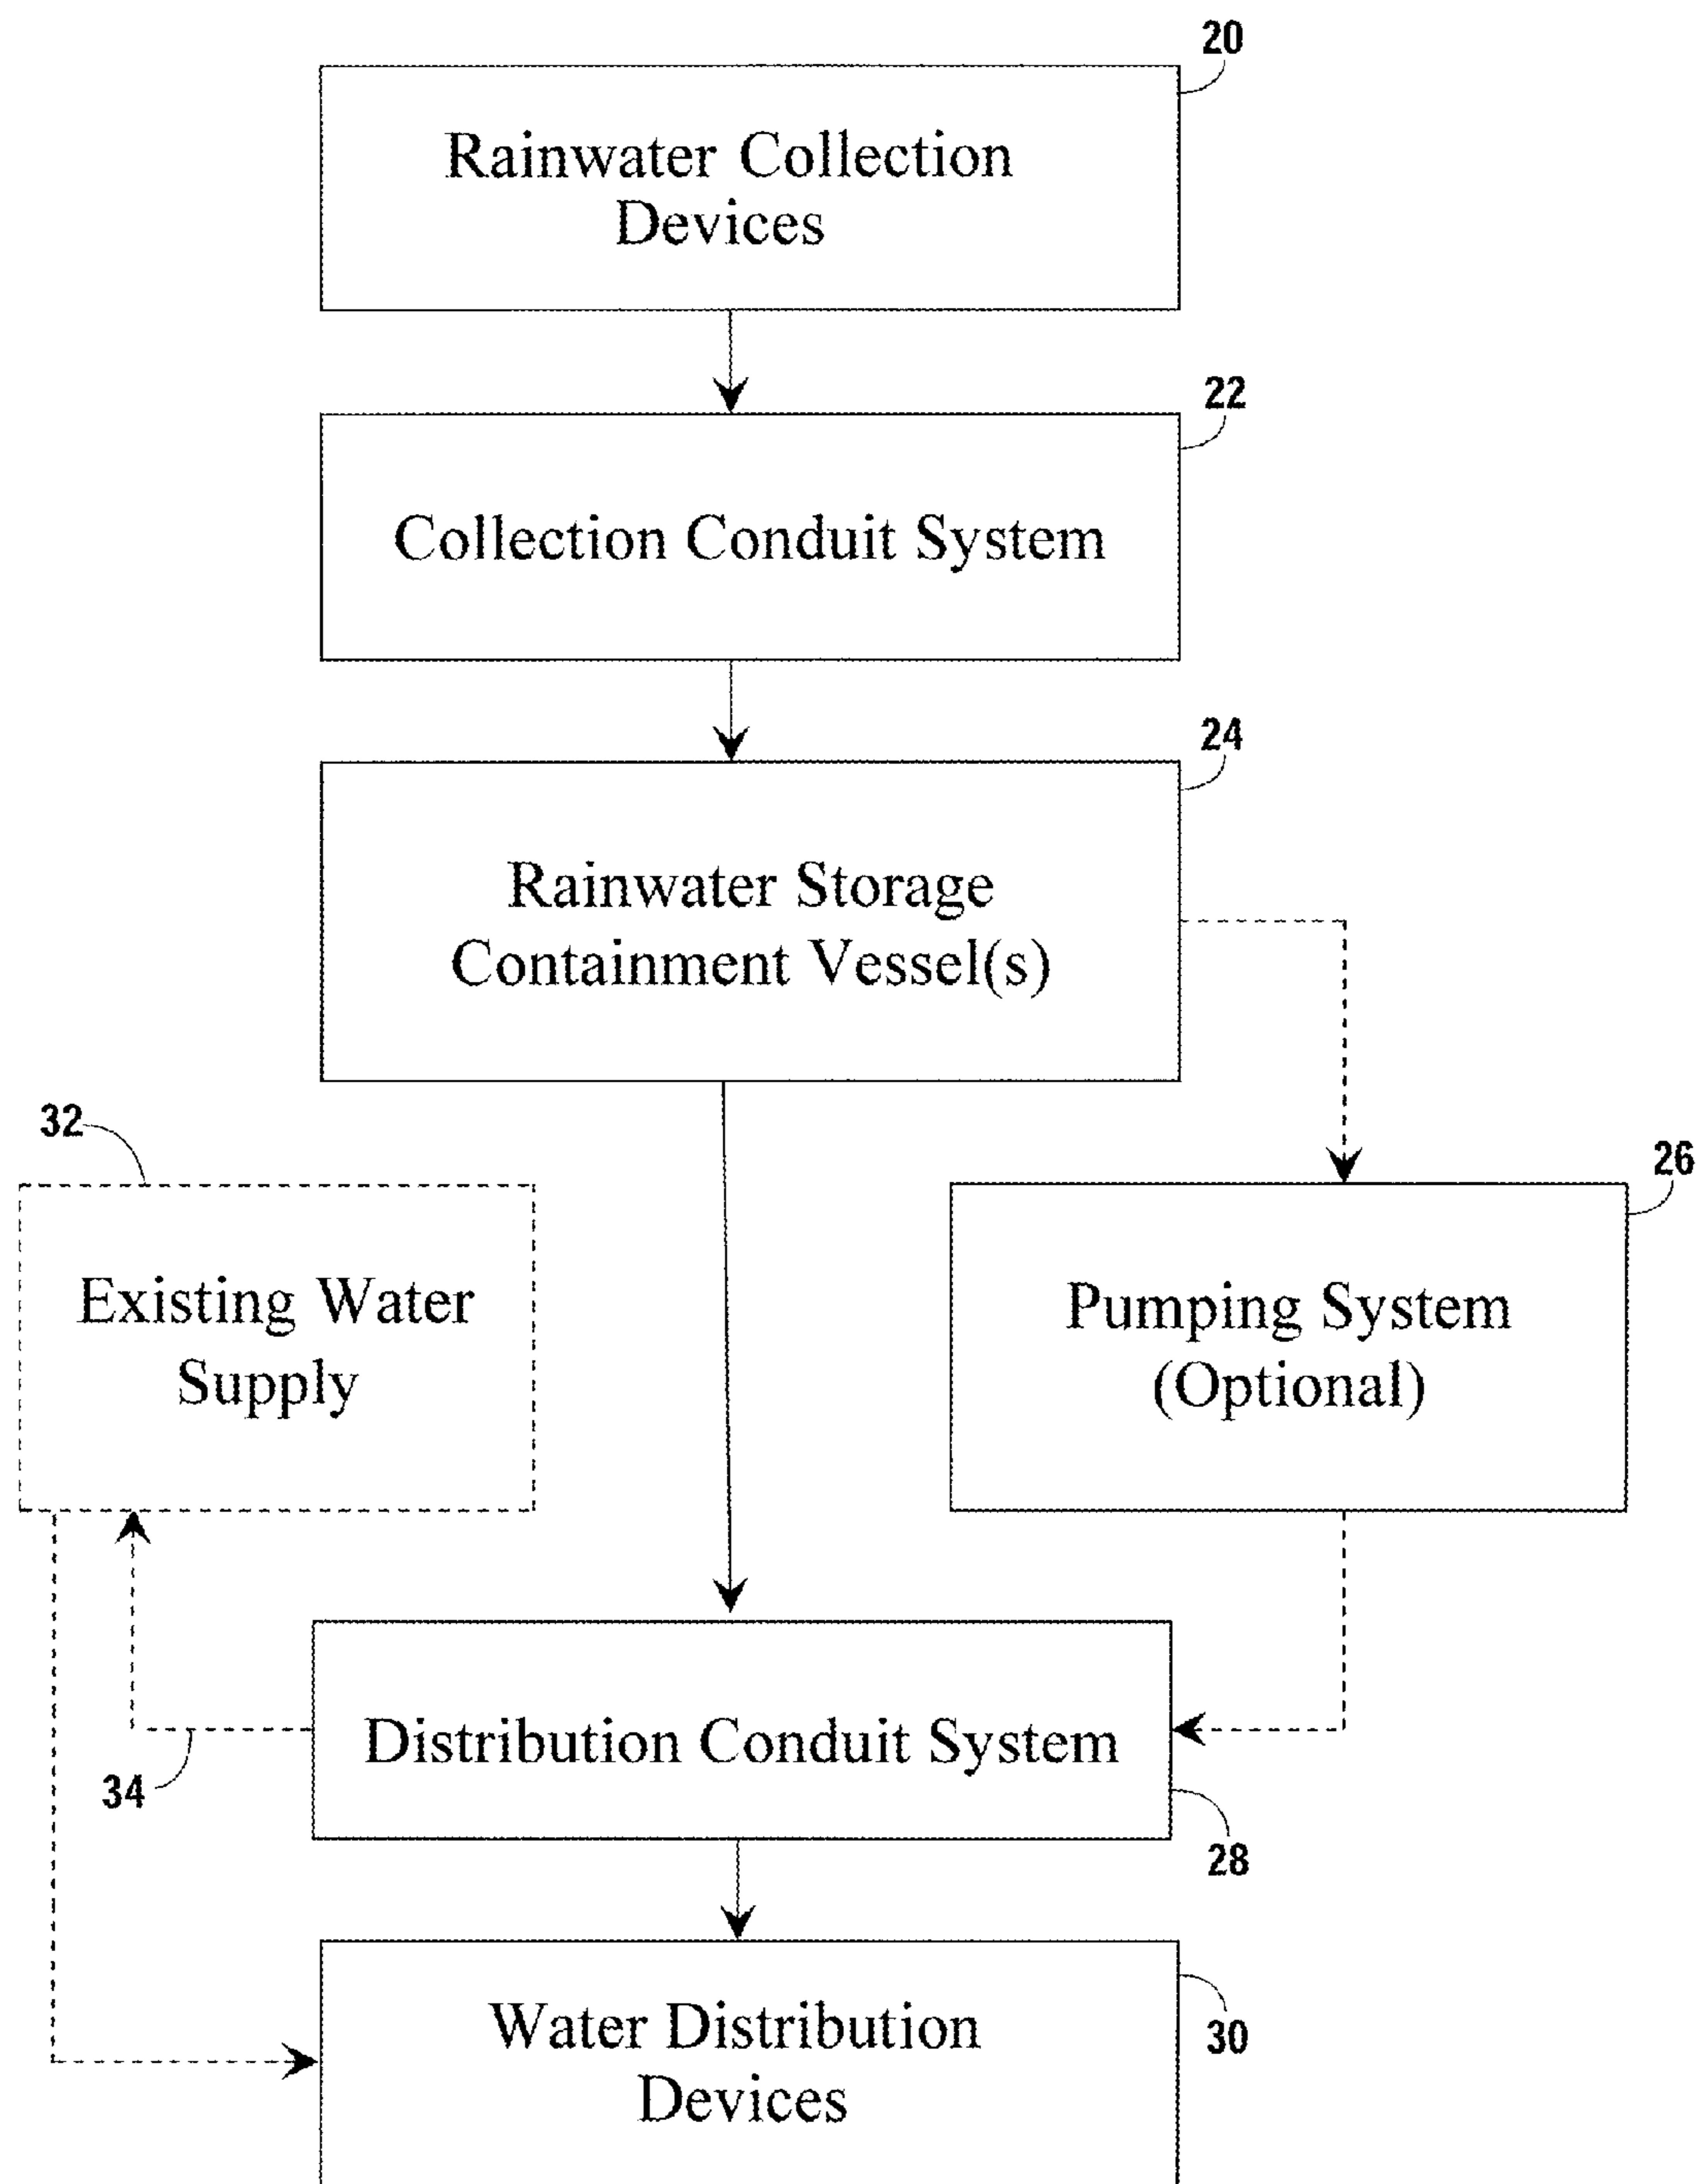 20
Rainwater Collection
Devices
22
Collection Conduit System
24
Rainwater Storage
Containment Vessel(s)
32
26
Existing Water
Supply
Pumping System
(Optional)
Distribution Conduit System
34
28
Water Distribution
Devices
30